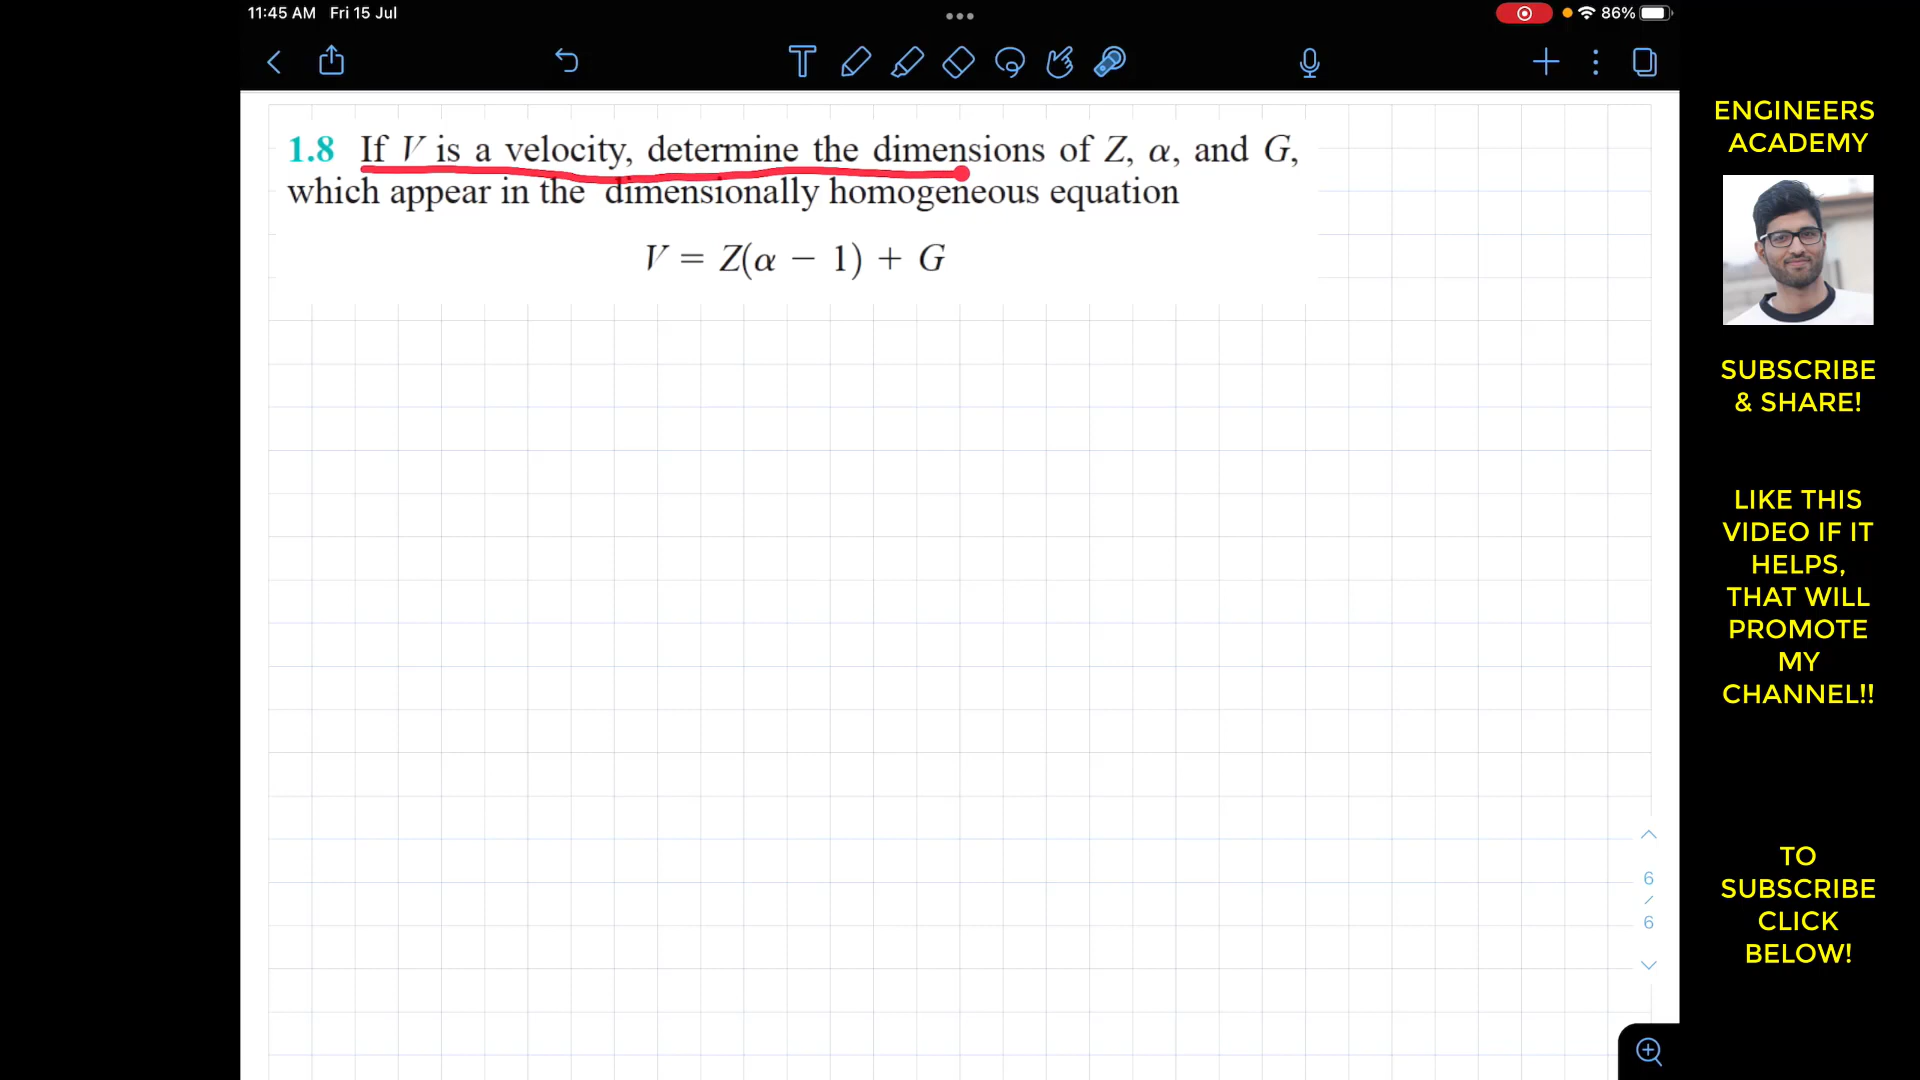 11:45 AM Fri 15 Jul
86%
1.8 If V is a velocity, determine the dimensions of Z, α, and G,
which appear in the dimensionally homogeneous equation
V = Z(α − 1) + G
ENGINEERS
ACADEMY
SUBSCRIBE
& SHARE!
LIKE THIS
VIDEO IF IT
HELPS,
THAT WILL
PROMOTE
MY
CHANNEL!!
6
/
6
TO
SUBSCRIBE
CLICK
BELOW!